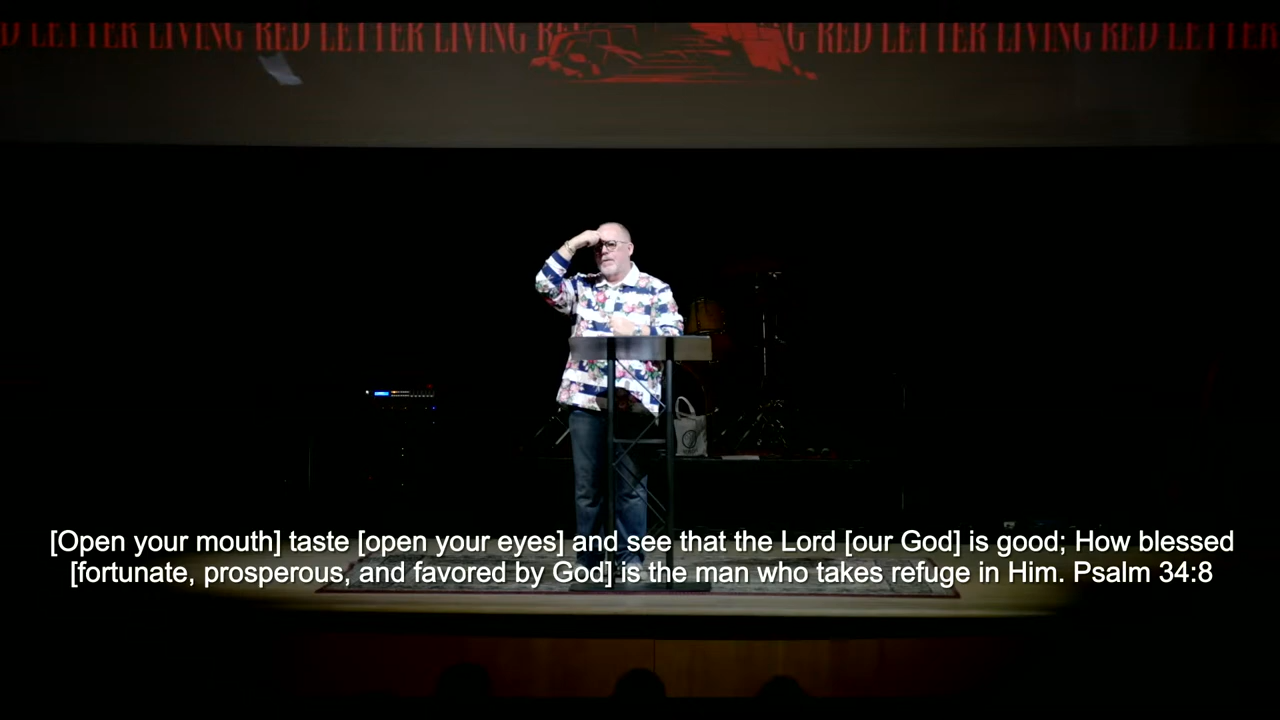 D LETTER LIVING RED LETTER LIVING RED LETTER LIVING RED LETTER
[Open your mouth] taste [open your eyes] and see that the Lord [our God] is good; How blessed
[fortunate, prosperous, and favored by God] is the man who takes refuge in Him. Psalm 34:8